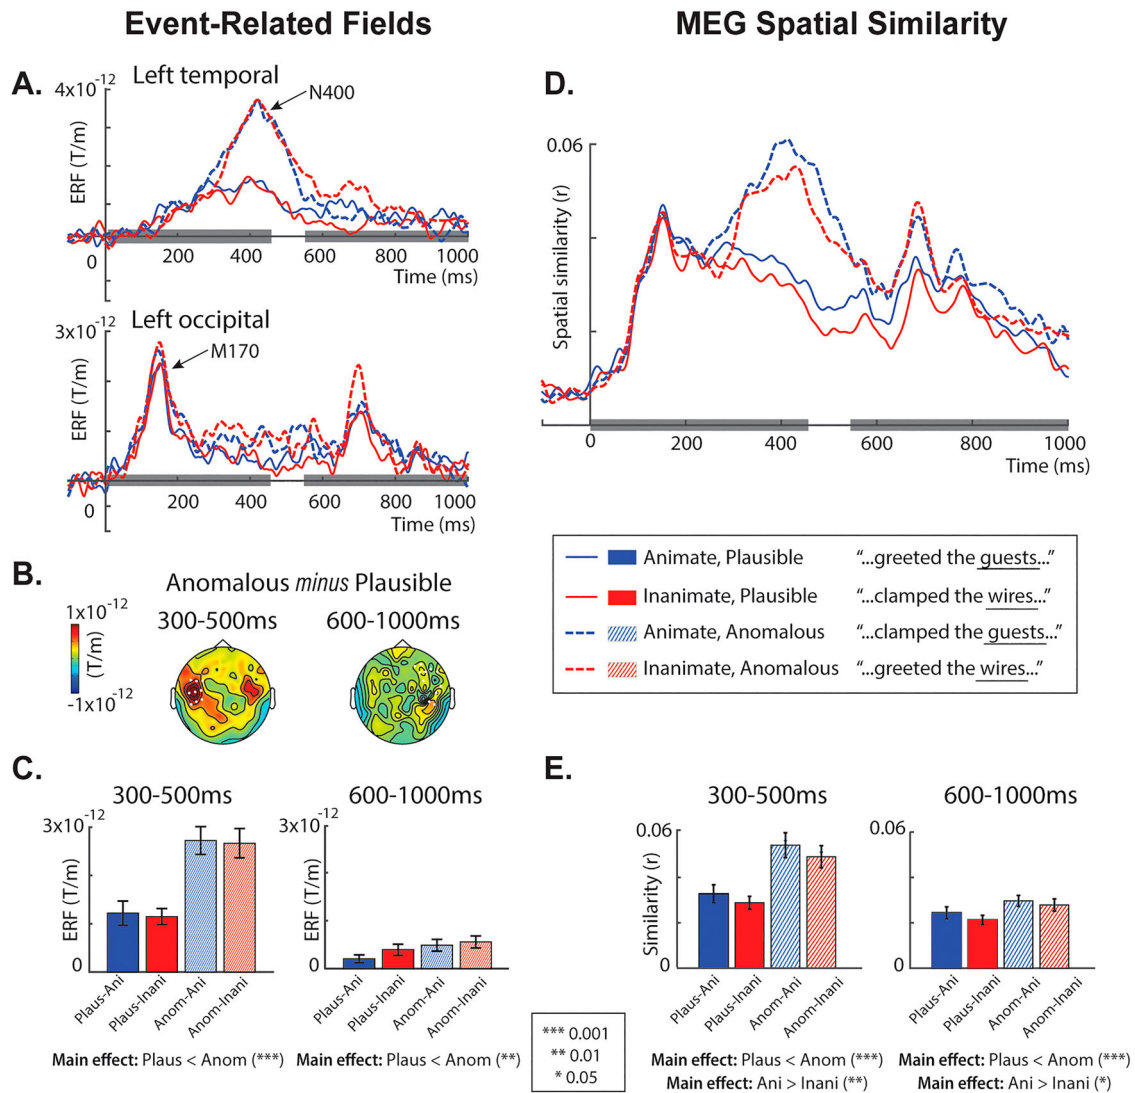 Event-Related Fields
MEG Spatial Similarity
A.
Left temporal
4x10-12
N400
ERF (T/m)
0
200 400 600 800 1000
Time (ms)
3x10-12
Left occipital
M170
ERF (T/m)
0
200 400 600 800 1000
Time (ms)
D.
0.06
Spatial similarity (r)
0 200 400 600 800 1000
Time (ms)
Animate, Plausible "...greeted the guests..."
Inanimate, Plausible "...clamped the wires..."
Animate, Anomalous "...clamped the guests..."
Inanimate, Anomalous "...greeted the wires..."
B.
Anomalous minus Plausible
1x10-12
(T/m)
-1x10-12
300-500ms
600-1000ms
C.
300-500ms
3x10-12
ERF (T/m)
0
Plaus-Ani
Plaus-Inani
Anom-Ani
Anom-Inani
Main effect: Plaus < Anom (***)
600-1000ms
3x10-12
ERF (T/m)
0
Plaus-Ani
Plaus-Inani
Anom-Ani
Anom-Inani
Main effect: Plaus < Anom (**)
*** 0.001
** 0.01
* 0.05
E.
300-500ms
0.06
Similarity (r)
0
Plaus-Ani
Plaus-Inani
Anom-Ani
Anom-Inani
Main effect: Plaus < Anom (***)
Main effect: Ani > Inani (**)
600-1000ms
0.06
0
Plaus-Ani
Plaus-Inani
Anom-Ani
Anom-Inani
Main effect: Plaus < Anom (***)
Main effect: Ani > Inani (*)